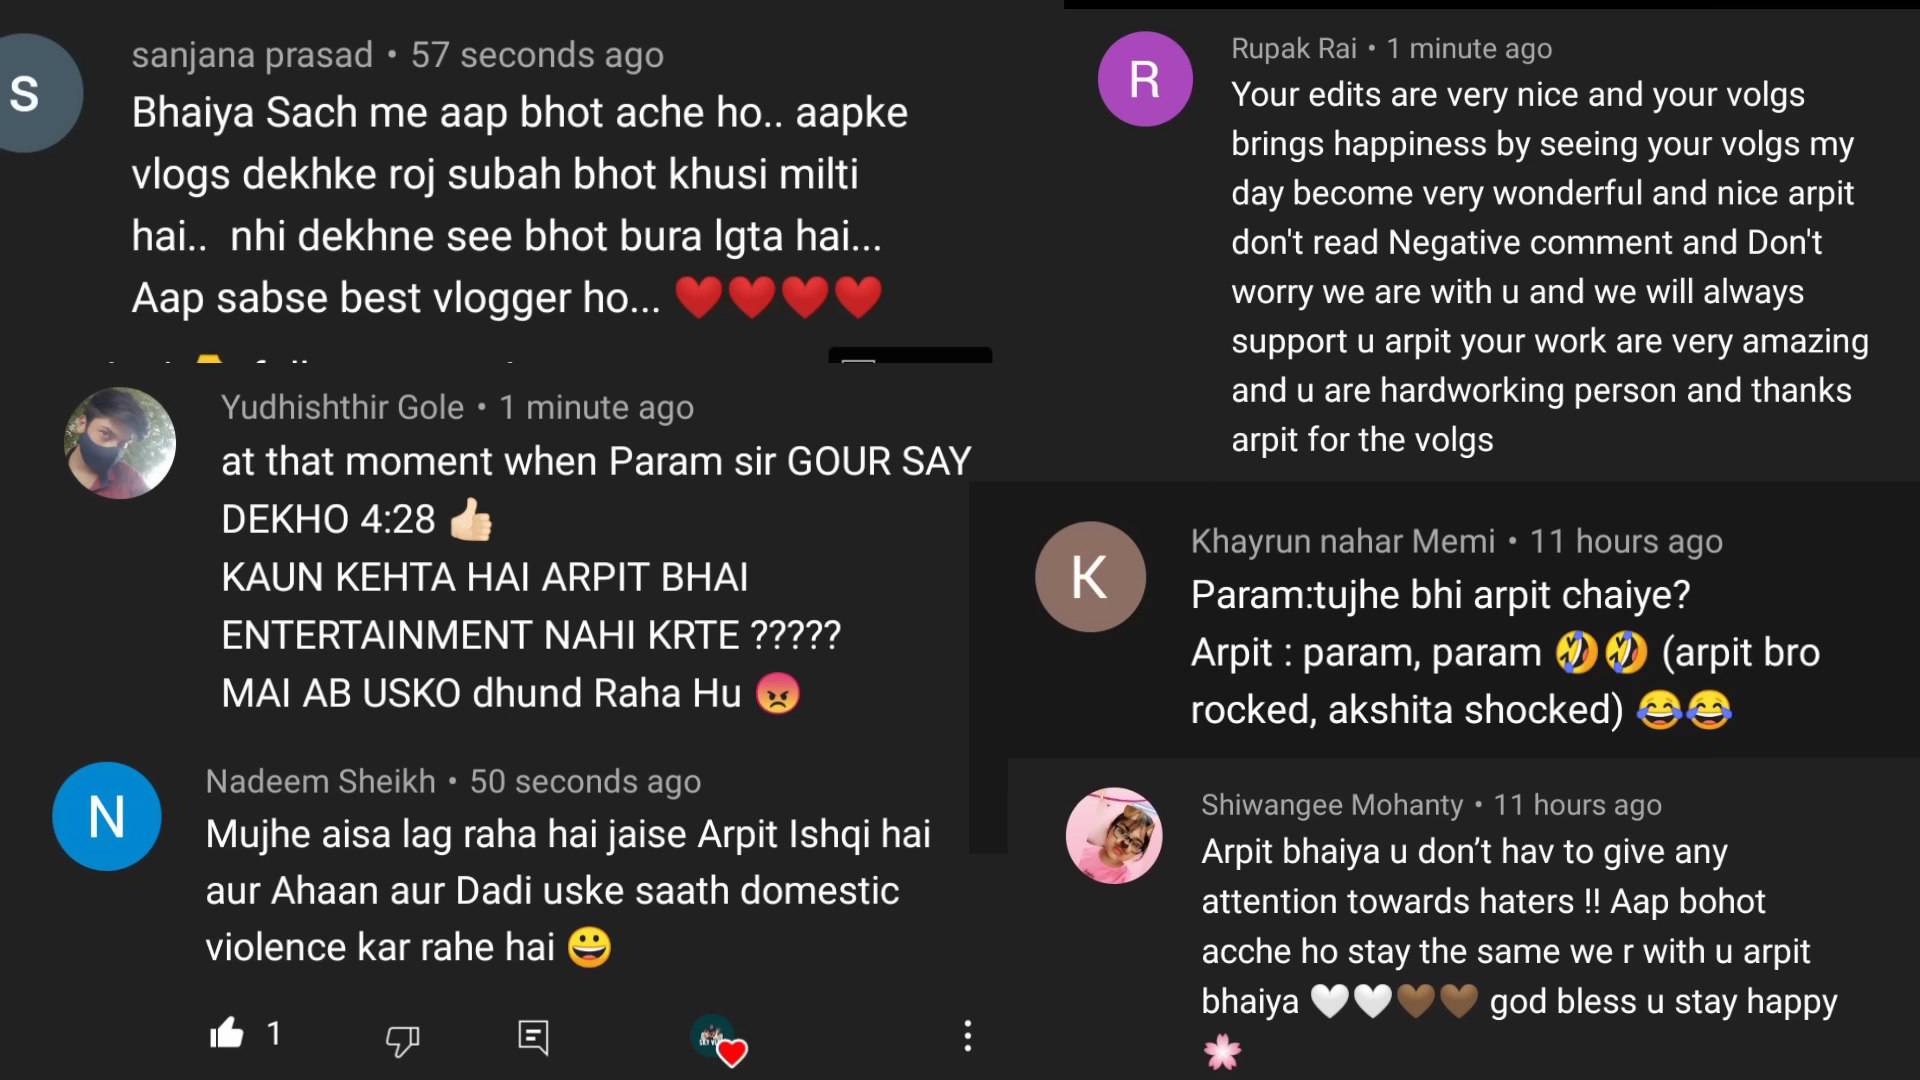 S
sanjana prasad • 57 seconds ago
Bhaiya Sach me aap bhot ache ho.. aapke
vlogs dekhke roj subah bhot khusi milti
hai..  nhi dekhne see bhot bura lgta hai...
Aap sabse best vlogger ho... ❤️❤️❤️❤️
Yudhishthir Gole • 1 minute ago
at that moment when Param sir GOUR SAY
DEKHO 4:28 👍🏻
KAUN KEHTA HAI ARPIT BHAI
ENTERTAINMENT NAHI KRTE ?????
MAI AB USKO dhund Raha Hu 😡
N
Nadeem Sheikh • 50 seconds ago
Mujhe aisa lag raha hai jaise Arpit Ishqi hai
aur Ahaan aur Dadi uske saath domestic
violence kar rahe hai 😀
1
R
Rupak Rai • 1 minute ago
Your edits are very nice and your volgs
brings happiness by seeing your volgs my
day become very wonderful and nice arpit
don't read Negative comment and Don't
worry we are with u and we will always
support u arpit your work are very amazing
and u are hardworking person and thanks
arpit for the volgs
K
Khayrun nahar Memi • 11 hours ago
Param:tujhe bhi arpit chaiye?
Arpit : param, param 🤣🤣 (arpit bro
rocked, akshita shocked) 😂😂
Shiwangee Mohanty • 11 hours ago
Arpit bhaiya u don’t hav to give any
attention towards haters !! Aap bohot
acche ho stay the same we r with u arpit
bhaiya 🤍🤍🤎🤎 god bless u stay happy
🌸